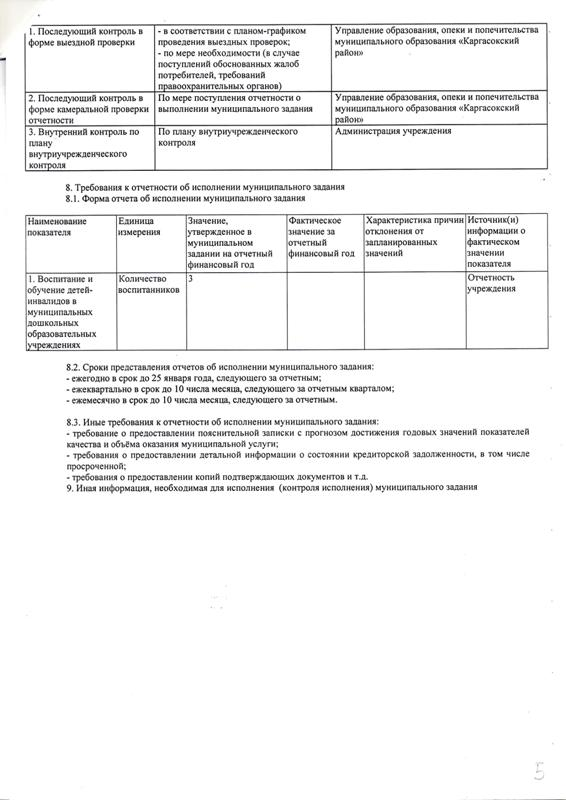 1. Последующий контроль в
форме выездной проверки
- в соответствии с планом-графиком
проведения выездных проверок;
- по мере необходимости (в случае
поступлений обоснованных жалоб
потребителей, требований
правоохранительных органов)
Управление образования, опеки и попечительства
муниципального образования «Каргасокский
район»
2. Последующий контроль в
форме камеральной проверки
отчетности
По мере поступления отчетности о
выполнении муниципального задания
Управление образования, опеки и попечительства
муниципального образования «Каргасокский
район»
3. Внутренний контроль по
плану
внутриучрежденческого
контроля
По плану внутриучрежденческого
контроля
Администрация учреждения
8. Требования к отчетности об исполнении муниципального задания
8.1. Форма отчета об исполнении муниципального задания
Наименование
показателя
Единица
измерения
Значение,
утвержденное в
муниципальном
задании на отчетный
финансовый год
Фактическое
значение за
отчетный
финансовый год
Характеристика причин
отклонения от
запланированных
значений
Источник(и)
информации о
фактическом
значении
показателя
1. Воспитание и
обучение детей-
инвалидов в
муниципальных
дошкольных
образовательных
учреждениях
Количество
воспитанников
3
Отчетность
учреждения
8.2. Сроки представления отчетов об исполнении муниципального задания:
- ежегодно в срок до 25 января года, следующего за отчетным;
- ежеквартально в срок до 10 числа месяца, следующего за отчетным кварталом;
- ежемесячно в срок до 10 числа месяца, следующего за отчетным.
8.3. Иные требования к отчетности об исполнении муниципального задания:
- требование о предоставлении пояснительной записки с прогнозом достижения годовых значений показателей
качества и объёма оказания муниципальной услуги;
- требования о предоставлении детальной информации о состоянии кредиторской задолженности, в том числе
просроченной;
- требования о предоставлении копий подтверждающих документов и т.д.
9. Иная информация, необходимая для исполнения (контроля исполнения) муниципального задания
5